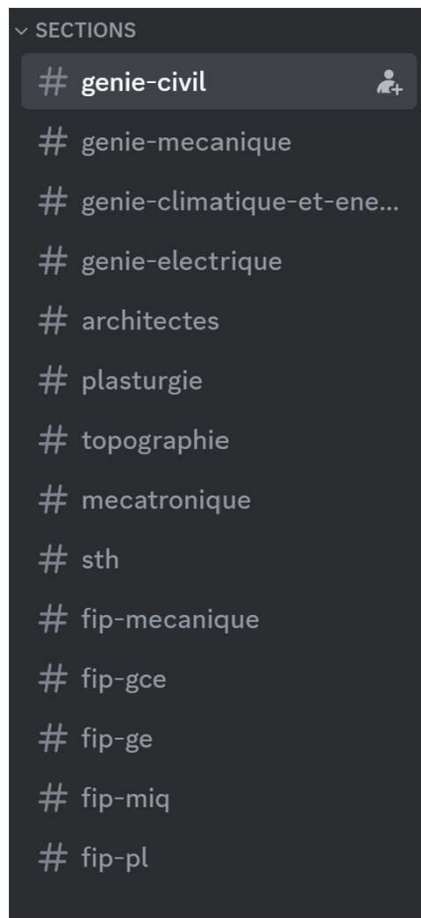 SECTIONS
# genie-civil
# genie-mecanique
# genie-climatique-et-ene...
# genie-electrique
# architectes
# plasturgie
# topographie
# mecatronique
# sth
# fip-mecanique
# fip-gce
# fip-ge
# fip-miq
# fip-pl